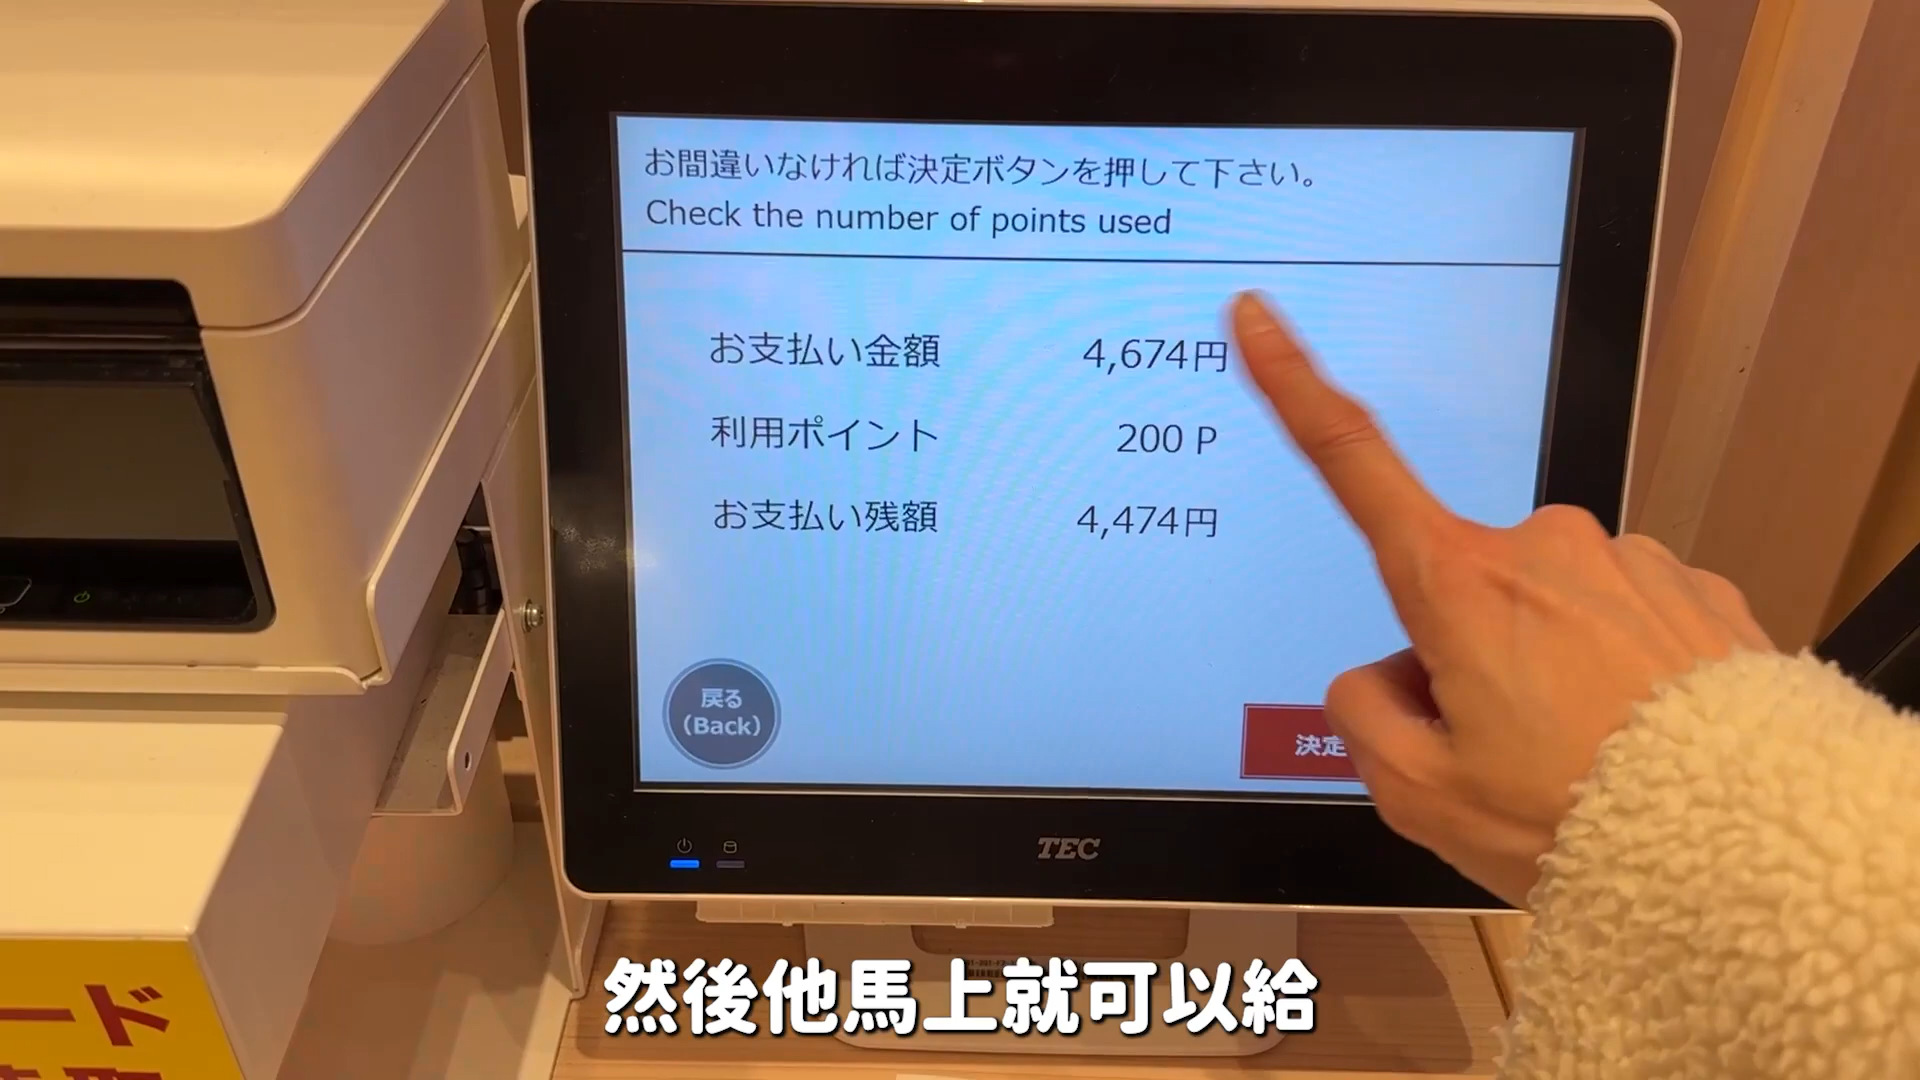 お間違いなければ決定ボタンを押して下さい。
Check the number of points used
お支払い金額 4,674円
利用ポイント 200 P
お支払い残額 4,474円
戻る
(Back)
決定
TEC
ード
然後他馬上就可以給